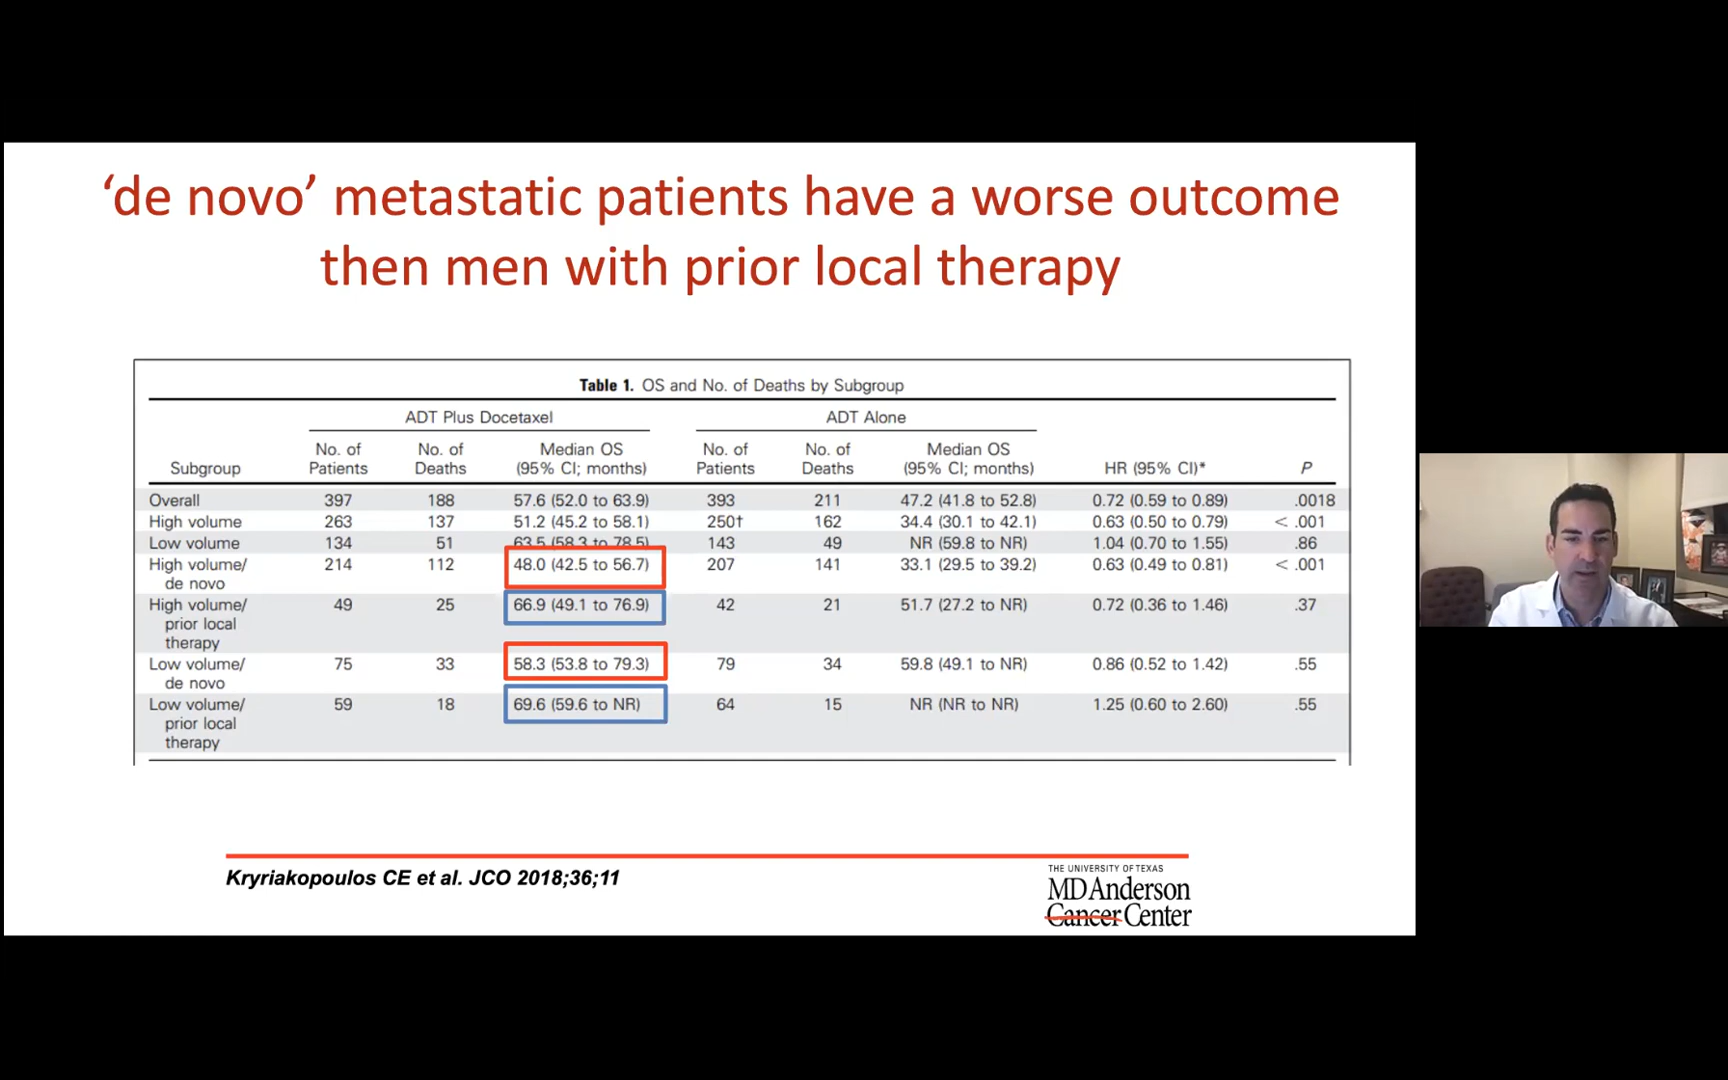 ‘de novo’ metastatic patients have a worse outcome
then men with prior local therapy
Table 1. OS and No. of Deaths by Subgroup
ADT Plus Docetaxel ADT Alone
No. of No. of Median OS No. of No. of Median OS
Subgroup Patients Deaths (95% CI; months) Patients Deaths (95% CI; months) HR (95% CI)* P
Overall 397 188 57.6 (52.0 to 63.9) 393 211 47.2 (41.8 to 52.8) 0.72 (0.59 to 0.89) .0018
High volume 263 137 51.2 (45.2 to 58.1) 250† 162 34.4 (30.1 to 42.1) 0.63 (0.50 to 0.79) < .001
Low volume 134 51 63.5 (58.3 to 78.5) 143 49 NR (59.8 to NR) 1.04 (0.70 to 1.55) .86
High volume/ 214 112 48.0 (42.5 to 56.7) 207 141 33.1 (29.5 to 39.2) 0.63 (0.49 to 0.81) < .001
de novo
High volume/ 49 25 66.9 (49.1 to 76.9) 42 21 51.7 (27.2 to NR) 0.72 (0.36 to 1.46) .37
prior local
therapy
Low volume/ 75 33 58.3 (53.8 to 79.3) 79 34 59.8 (49.1 to NR) 0.86 (0.52 to 1.42) .55
de novo
Low volume/ 59 18 69.6 (59.6 to NR) 64 15 NR (NR to NR) 1.25 (0.60 to 2.60) .55
prior local
therapy
Kryriakopoulos CE et al. JCO 2018;36;11
THE UNIVERSITY OF TEXAS
MD Anderson
Cancer Center